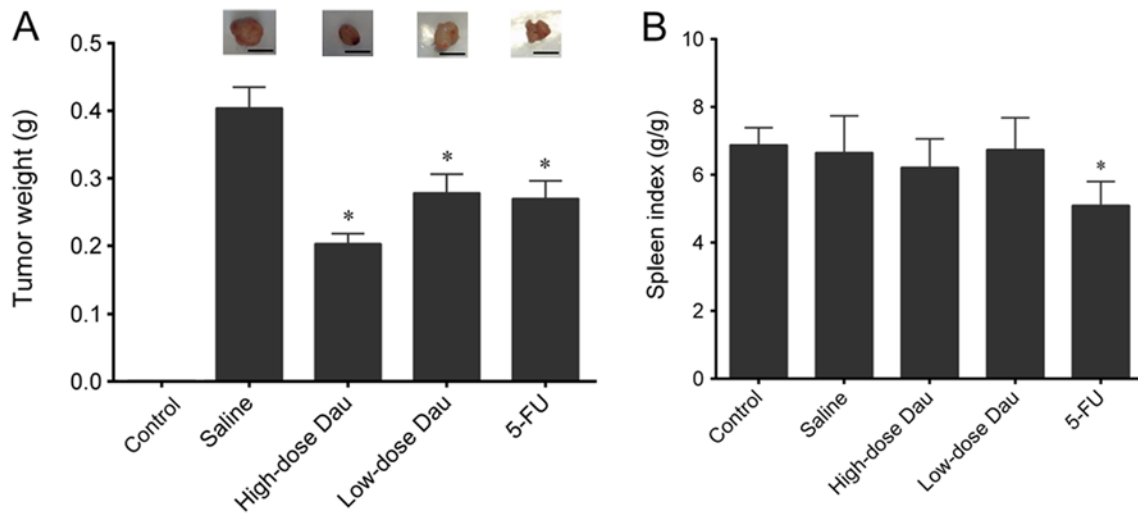 A
Tumor weight (g)
0.5
0.4
0.3
0.2
0.1
0.0
*
*
*
Control
Saline
High-dose Dau
Low-dose Dau
5-FU
B
Spleen index (g/g)
10
8
6
4
2
0
*
Control
Saline
High-dose Dau
Low-dose Dau
5-FU